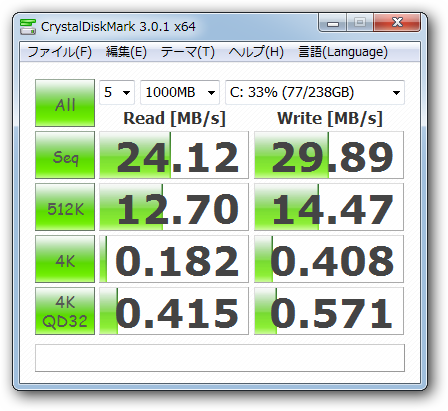 CrystalDiskMark 3.0.1 x64
ファイル(F) 編集(E) テーマ(T) ヘルプ(H) 言語(Language)
All 5 1000MB C: 33% (77/238GB)
Read [MB/s] Write [MB/s]
Seq 24.12 29.89
512K 12.70 14.47
4K 0.182 0.408
4K QD32 0.415 0.571